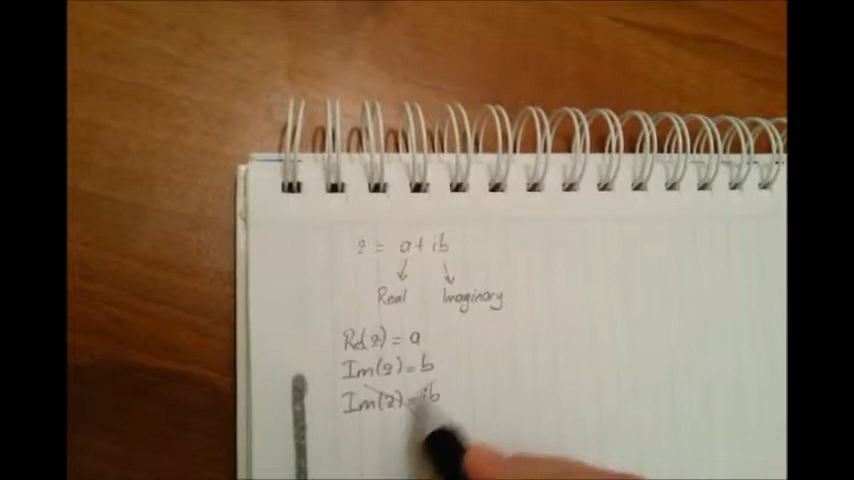 z = a+ib
Real Imaginary
Re(z) = a
Im(z) = b
Im(z) = ib